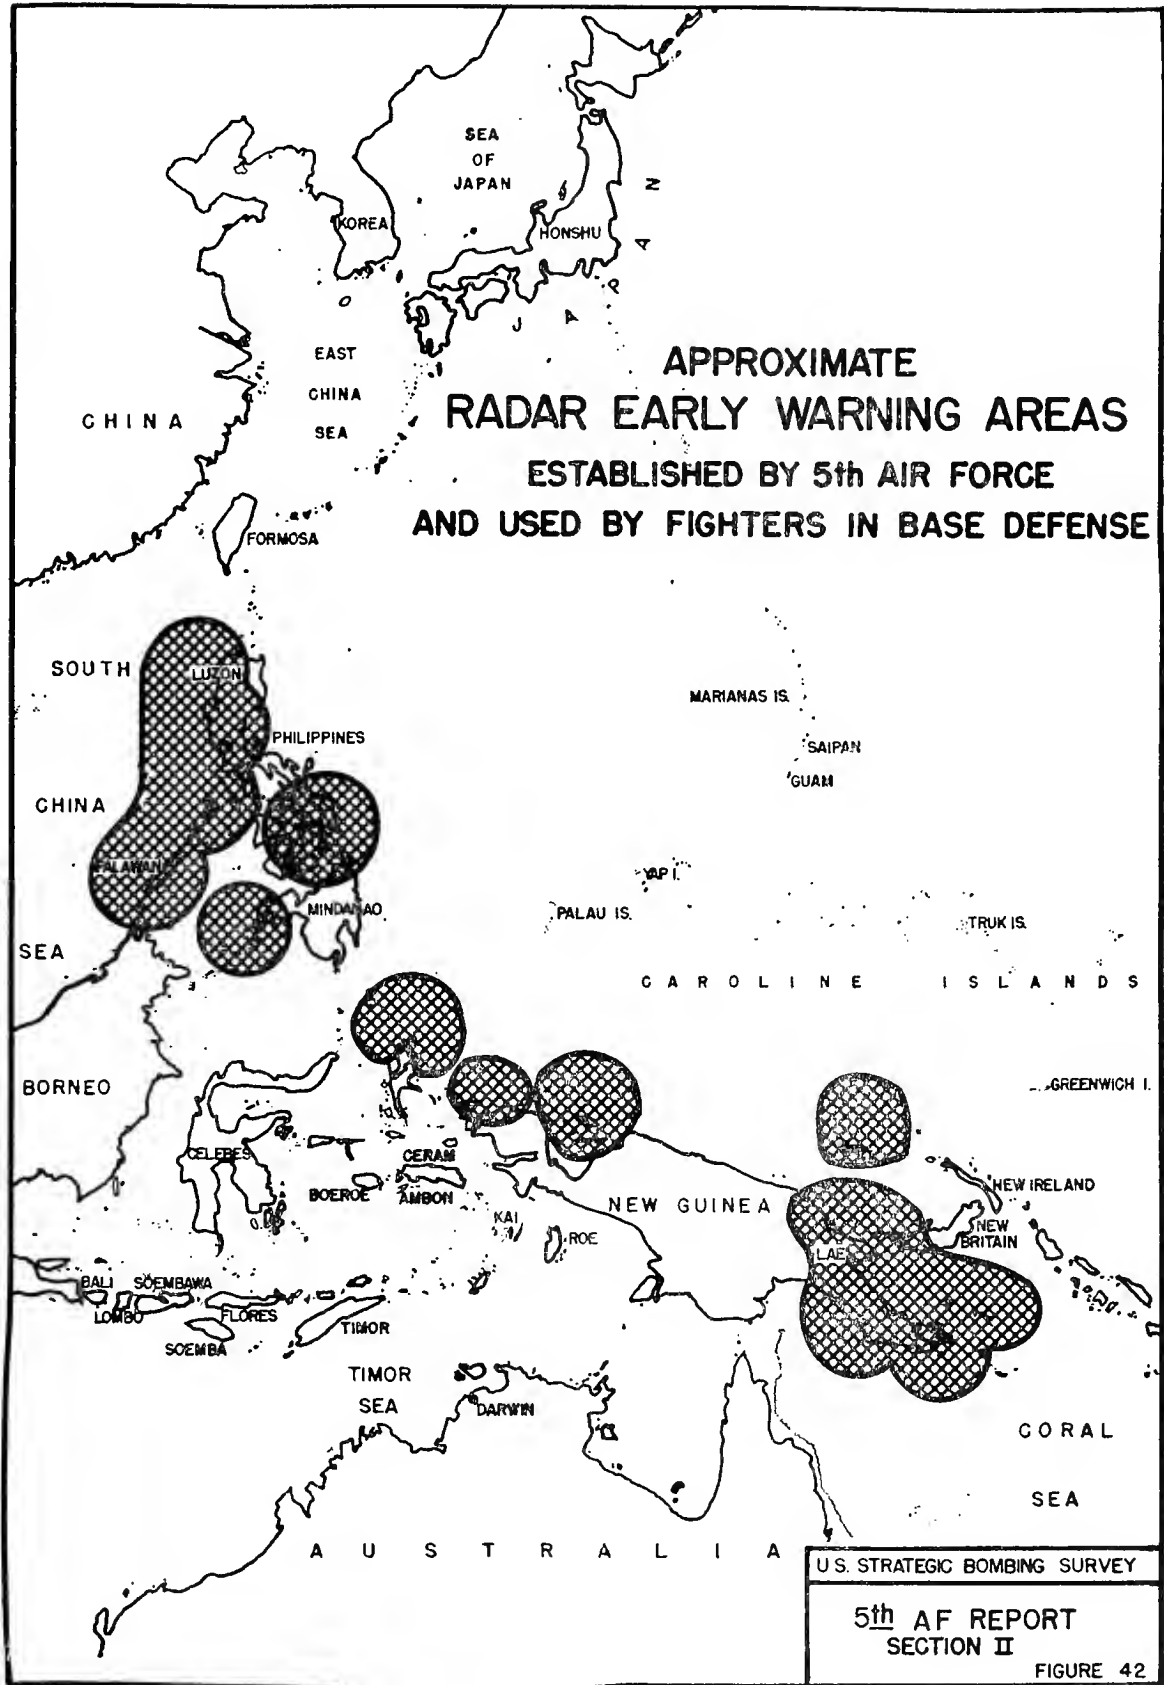 SEA
OF
JAPAN
KOREA
HONSHU
J A P A N
EAST
CHINA
SEA
CHINA
APPROXIMATE
RADAR EARLY WARNING AREAS
ESTABLISHED BY 5th AIR FORCE
AND USED BY FIGHTERS IN BASE DEFENSE
FORMOSA
SOUTH
LUZON
MARIANAS IS.
PHILIPPINES
SAIPAN
GUAM
CHINA
PALAWAN
YAP I.
MINDANAO
PALAU IS.
TRUK IS.
SEA
CAROLINE ISLANDS
BORNEO
GREENWICH I.
CELEBES
CERAM
BOEROE
AMBON
NEW GUINEA
NEW IRELAND
KAI
ROE
NEW
BRITAIN
LAE
BALI
SOEMBAWA
LOMBO
FLORES
SOEMBA
TIMOR
TIMOR
SEA
DARWIN
CORAL
SEA
AUSTRALIA
U.S. STRATEGIC BOMBING SURVEY
5th AF REPORT
SECTION II
FIGURE 42